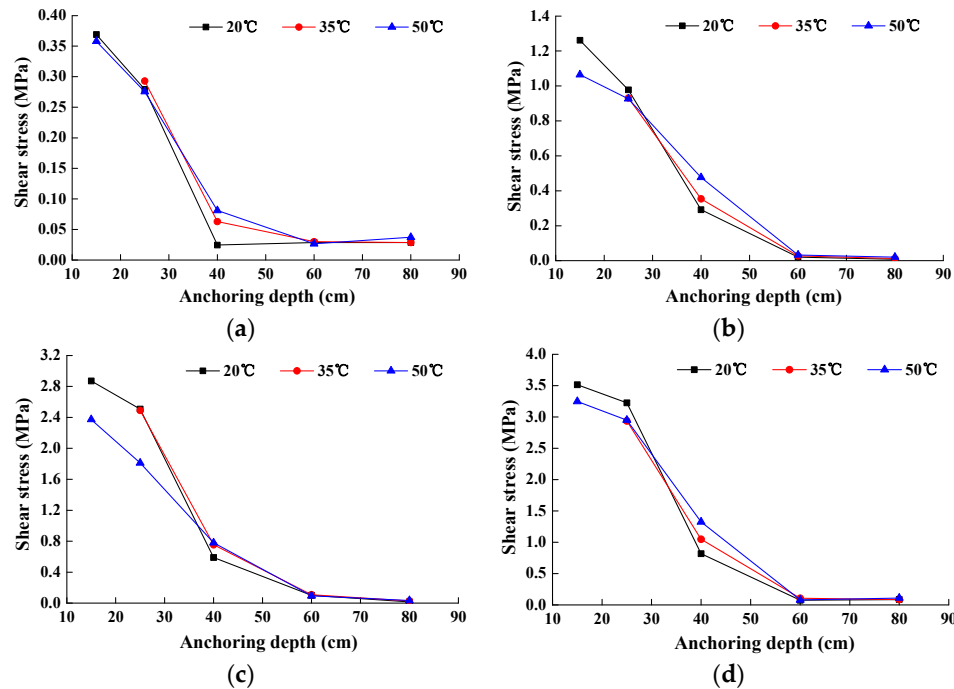 0.40
0.35
0.30
0.25
0.20
0.15
0.10
0.05
0.00
Shear stress (MPa)
20℃ 35℃ 50℃
10 20 30 40 50 60 70 80 90
Anchoring depth (cm)
(a)
1.4
1.2
1.0
0.8
0.6
0.4
0.2
0.0
Shear stress (MPa)
20℃ 35℃ 50℃
10 20 30 40 50 60 70 80 90
Anchoring depth (cm)
(b)
3.2
2.8
2.4
2.0
1.6
1.2
0.8
0.4
0.0
Shear stress (MPa)
20℃ 35℃ 50℃
10 20 30 40 50 60 70 80 90
Anchoring depth (cm)
(c)
4.0
3.5
3.0
2.5
2.0
1.5
1.0
0.5
0.0
Shear stress (MPa)
20℃ 35℃ 50℃
10 20 30 40 50 60 70 80 90
Anchoring depth (cm)
(d)